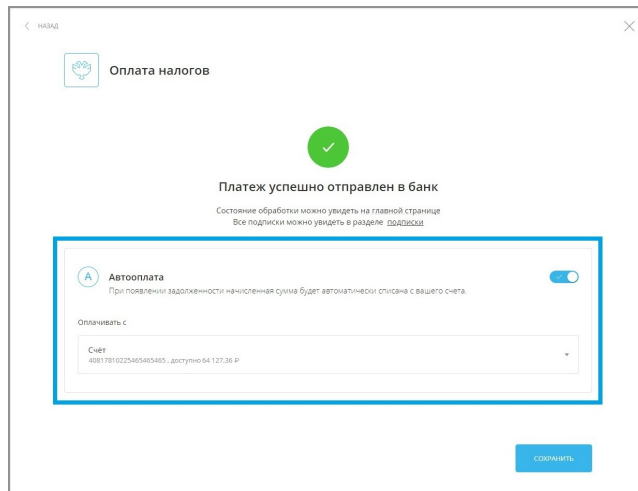 НАЗАД
Оплата налогов
Платеж успешно отправлен в банк
Состояние обработки можно увидеть на главной странице
Все подписки можно увидеть в разделе подписки
А Автооплата
При появлении задолженности начисленная сумма будет автоматически списана с вашего счета.
Оплачивать с
Счёт
40817810225465465465 , доступно 64 127,36 ₽
СОХРАНИТЬ